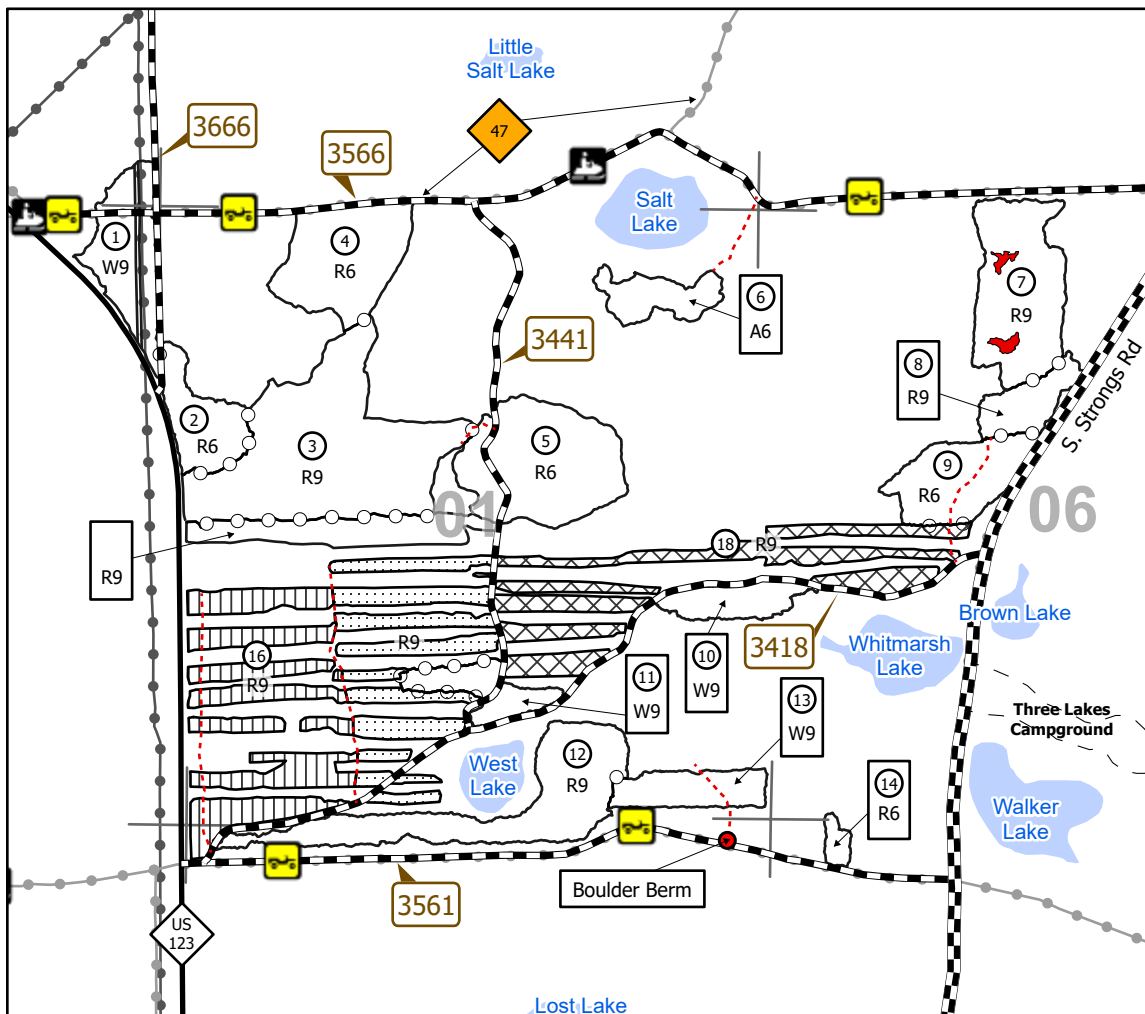 Little
Salt Lake
47
3666
3566
Salt
Lake
1
W9
4
R6
6
A6
7
R9
3441
8
R9
S. Strongs Rd
2
R6
3
R9
5
R6
9
R6
01
06
R9
18
R9
Brown Lake
R9
16
R9
11
W9
10
W9
3418
Whitmarsh
Lake
13
W9
Three Lakes
Campground
12
R9
West
Lake
14
R6
Walker
Lake
3561
Boulder Berm
US
123
Lost Lake